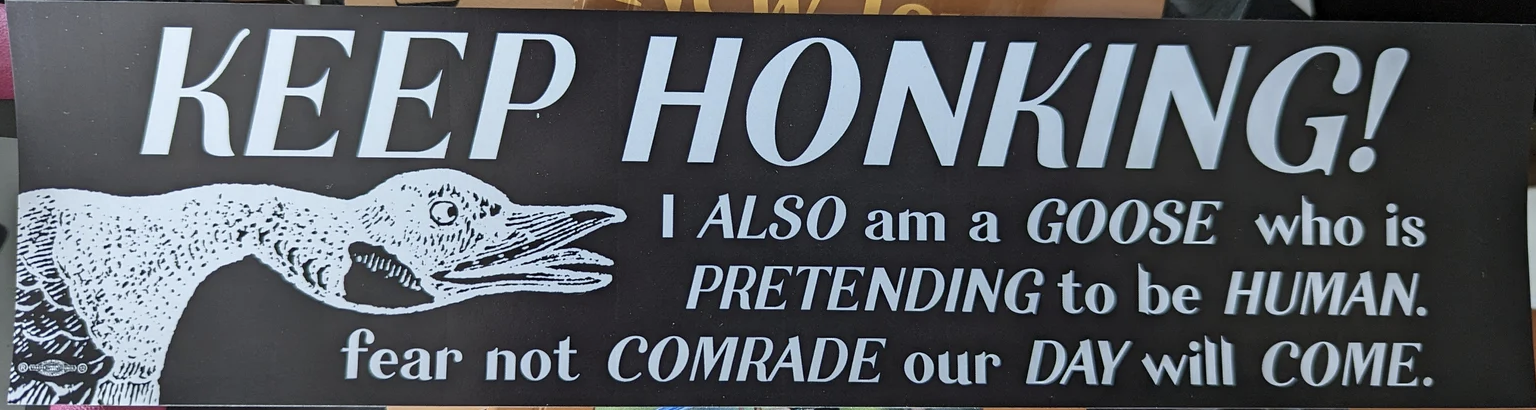 KEEP HONKING!
I ALSO am a GOOSE who is
PRETENDING to be HUMAN.
fear not COMRADE our DAY will COME.